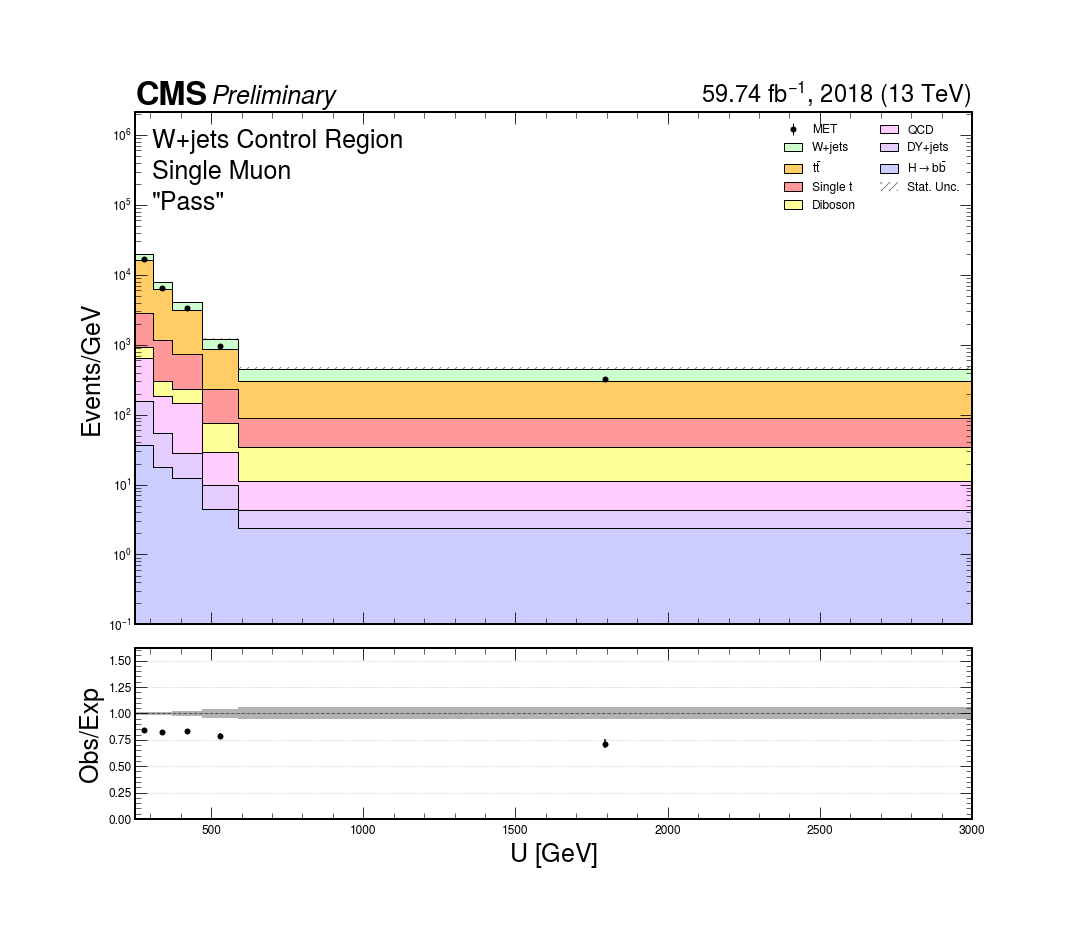 CMS Preliminary
59.74 fb⁻¹, 2018 (13 TeV)
W+jets Control Region
Single Muon
"Pass"
MET
W+jets
tt̄
Single t
Diboson
QCD
DY+jets
H→bb̄
Stat. Unc.
Events/GeV
10⁶
10⁵
10⁴
10³
10²
10¹
10⁰
10⁻¹
Obs/Exp
1.50
1.25
1.00
0.75
0.50
0.25
0.00
500
1000
1500
2000
2500
3000
U [GeV]